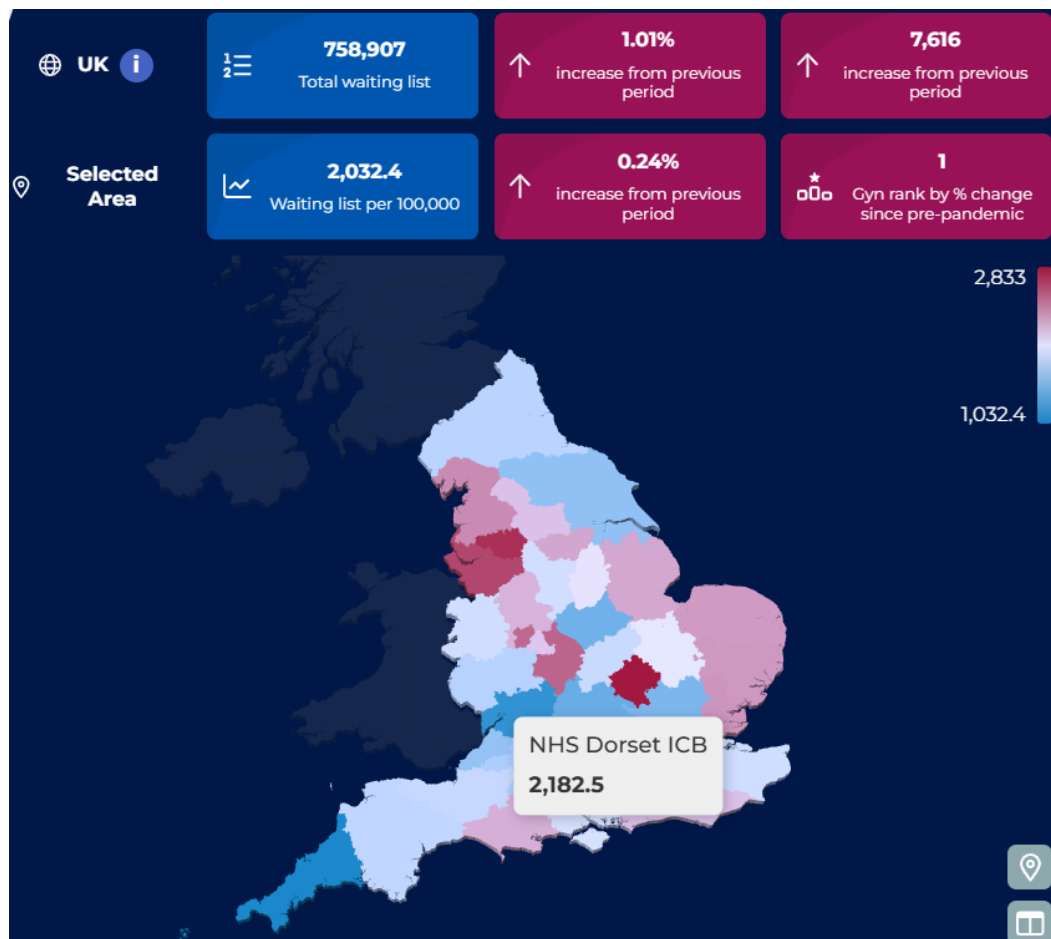 UK i
1
2
758,907
Total waiting list
1.01%
increase from previous
period
7,616
increase from previous
period
Selected
Area
2,032.4
Waiting list per 100,000
0.24%
increase from previous
period
1
Gyn rank by % change
since pre-pandemic
2,833
1,032.4
NHS Dorset ICB
2,182.5